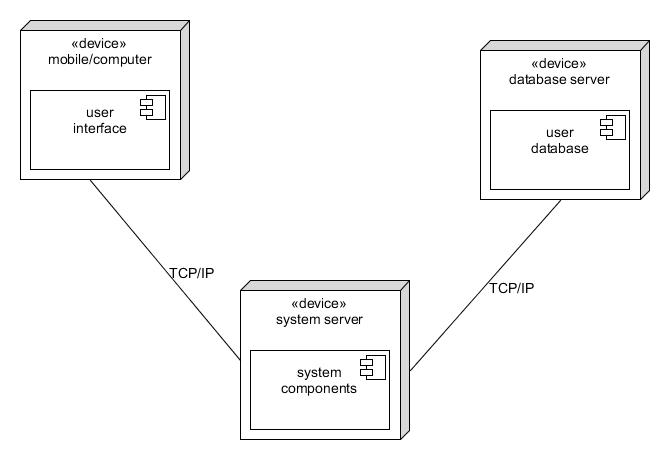 «device»
mobile/computer
user
interface
«device»
database server
user
database
TCP/IP
TCP/IP
«device»
system server
system
components